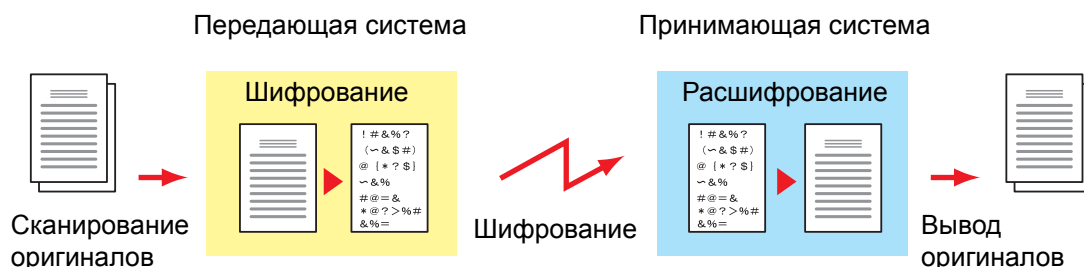 Передающая система
Принимающая система
Шифрование
Расшифрование
!#&%?
(~&$#)
@{*?$}
~&%
#@=&
*@?>%#
&%=
!#&%?
(~&$#)
@{*?$}
~&%
#@=&
*@?>%#
&%=
Сканирование
оригиналов
Шифрование
Вывод
оригиналов